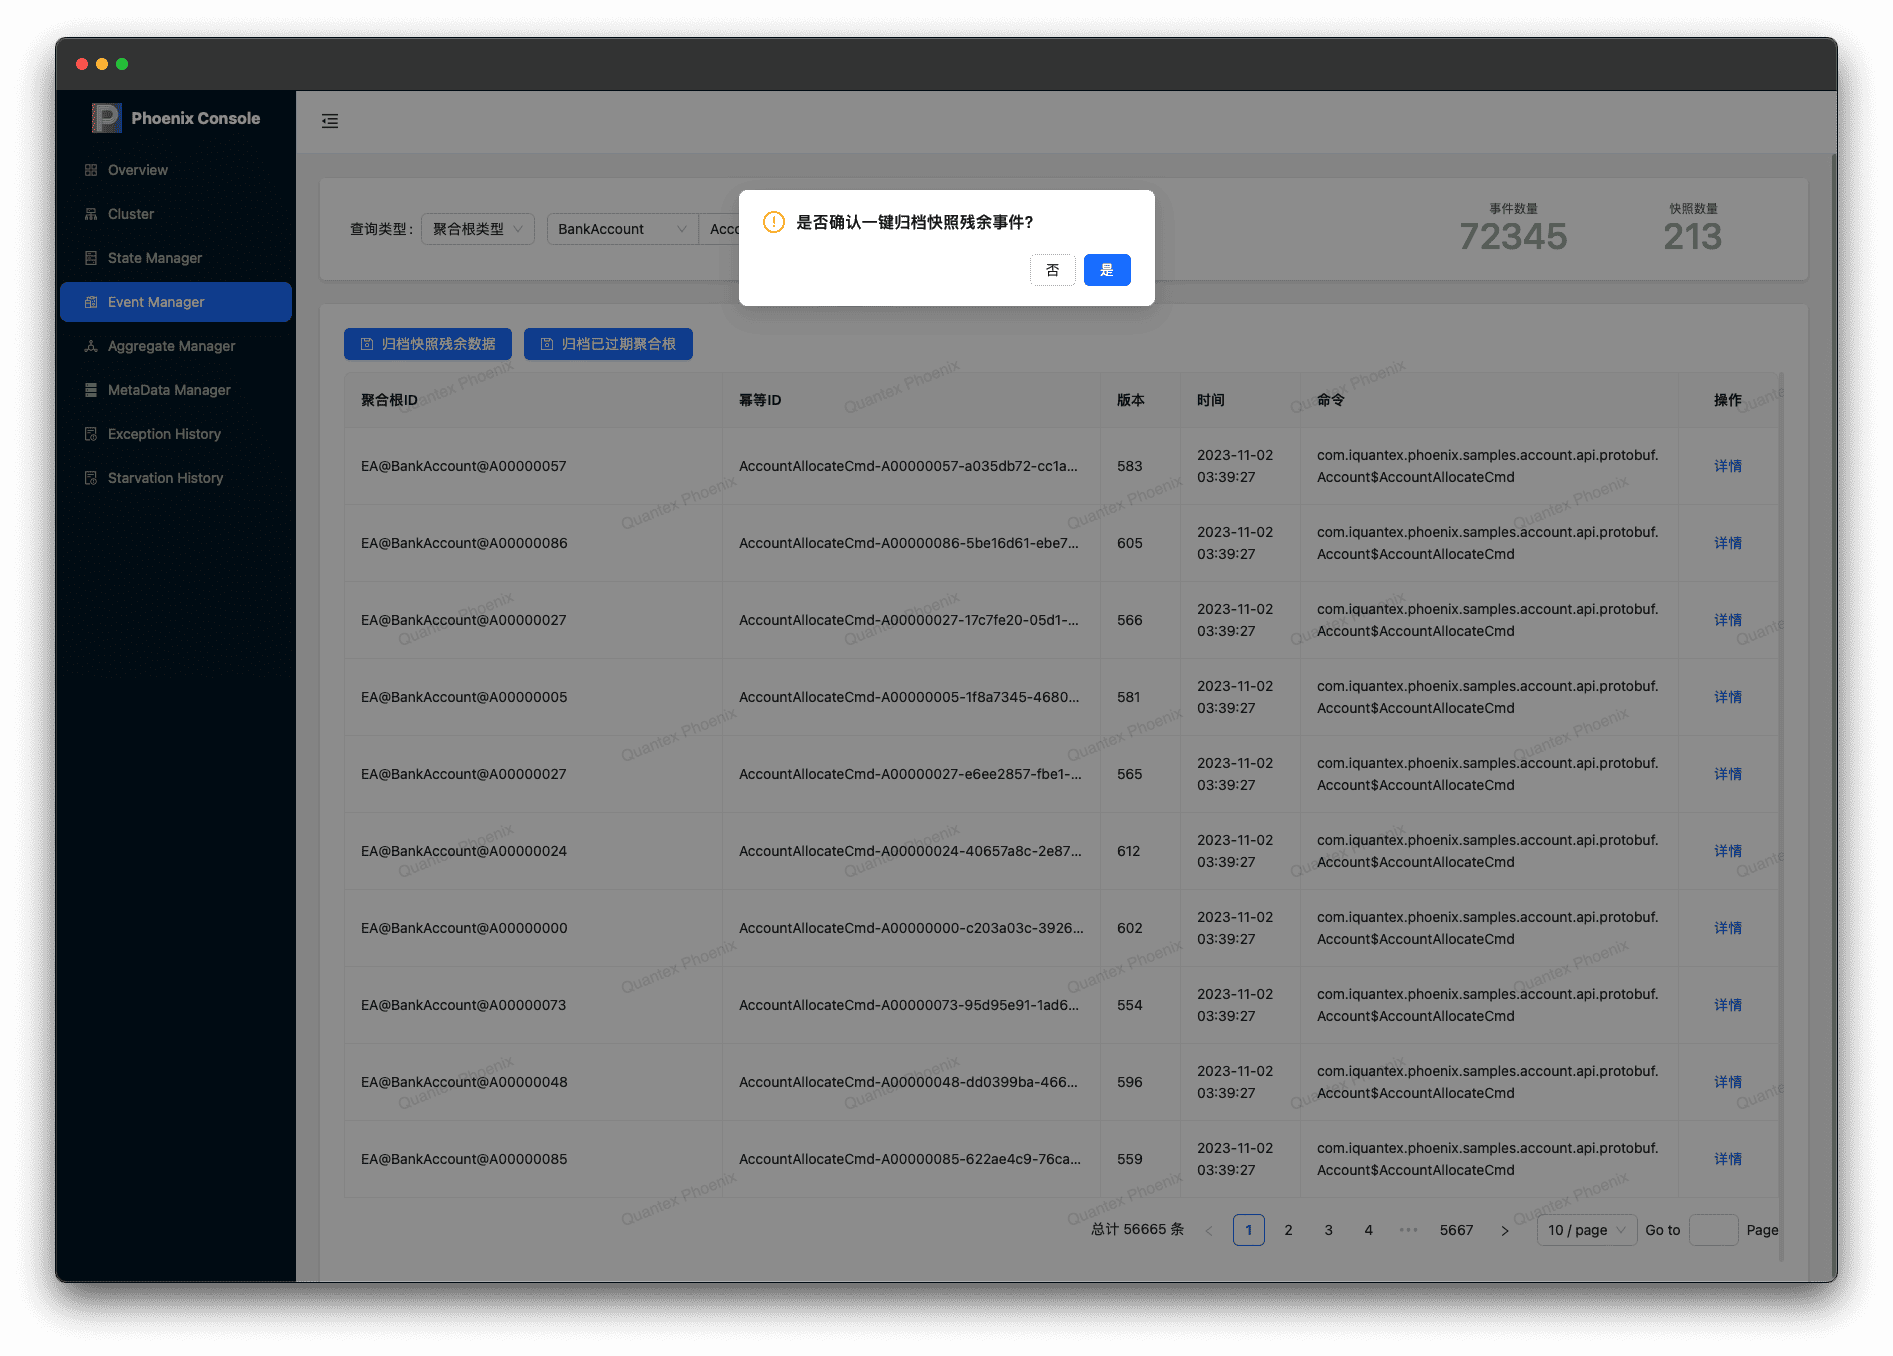 Phoenix Console
Overview
Cluster
State Manager
Event Manager
Aggregate Manager
MetaData Manager
Exception History
Starvation History
查询类型：
聚合根类型
BankAccount
Acco
事件数量
72345
快照数量
213
是否确认一键归档快照残余事件?
否
是
归档快照残余数据
归档已过期聚合根
聚合根ID
幂等ID
版本
时间
命令
操作
EA@BankAccount@A00000057
AccountAllocateCmd-A00000057-a035db72-cc1a...
583
2023-11-02
03:39:27
com.iquantex.phoenix.samples.account.api.protobuf.
Account$AccountAllocateCmd
详情
EA@BankAccount@A00000086
AccountAllocateCmd-A00000086-5be16d61-ebe7...
605
2023-11-02
03:39:27
com.iquantex.phoenix.samples.account.api.protobuf.
Account$AccountAllocateCmd
详情
EA@BankAccount@A00000027
AccountAllocateCmd-A00000027-17c7fe20-05d1-...
566
2023-11-02
03:39:27
com.iquantex.phoenix.samples.account.api.protobuf.
Account$AccountAllocateCmd
详情
EA@BankAccount@A00000005
AccountAllocateCmd-A00000005-1f8a7345-4680...
581
2023-11-02
03:39:27
com.iquantex.phoenix.samples.account.api.protobuf.
Account$AccountAllocateCmd
详情
EA@BankAccount@A00000027
AccountAllocateCmd-A00000027-e6ee2857-fbe1-...
565
2023-11-02
03:39:27
com.iquantex.phoenix.samples.account.api.protobuf.
Account$AccountAllocateCmd
详情
EA@BankAccount@A00000024
AccountAllocateCmd-A00000024-40657a8c-2e87...
612
2023-11-02
03:39:27
com.iquantex.phoenix.samples.account.api.protobuf.
Account$AccountAllocateCmd
详情
EA@BankAccount@A00000000
AccountAllocateCmd-A00000000-c203a03c-3926...
602
2023-11-02
03:39:27
com.iquantex.phoenix.samples.account.api.protobuf.
Account$AccountAllocateCmd
详情
EA@BankAccount@A00000073
AccountAllocateCmd-A00000073-95d95e91-1ad6...
554
2023-11-02
03:39:27
com.iquantex.phoenix.samples.account.api.protobuf.
Account$AccountAllocateCmd
详情
EA@BankAccount@A00000048
AccountAllocateCmd-A00000048-dd0399ba-466...
596
2023-11-02
03:39:27
com.iquantex.phoenix.samples.account.api.protobuf.
Account$AccountAllocateCmd
详情
EA@BankAccount@A00000085
AccountAllocateCmd-A00000085-622ae4c9-76ca...
559
2023-11-02
03:39:27
com.iquantex.phoenix.samples.account.api.protobuf.
Account$AccountAllocateCmd
详情
总计 56665 条
1
2
3
4
•••
5667
10 / page
Go to
Page
Quantex Phoenix